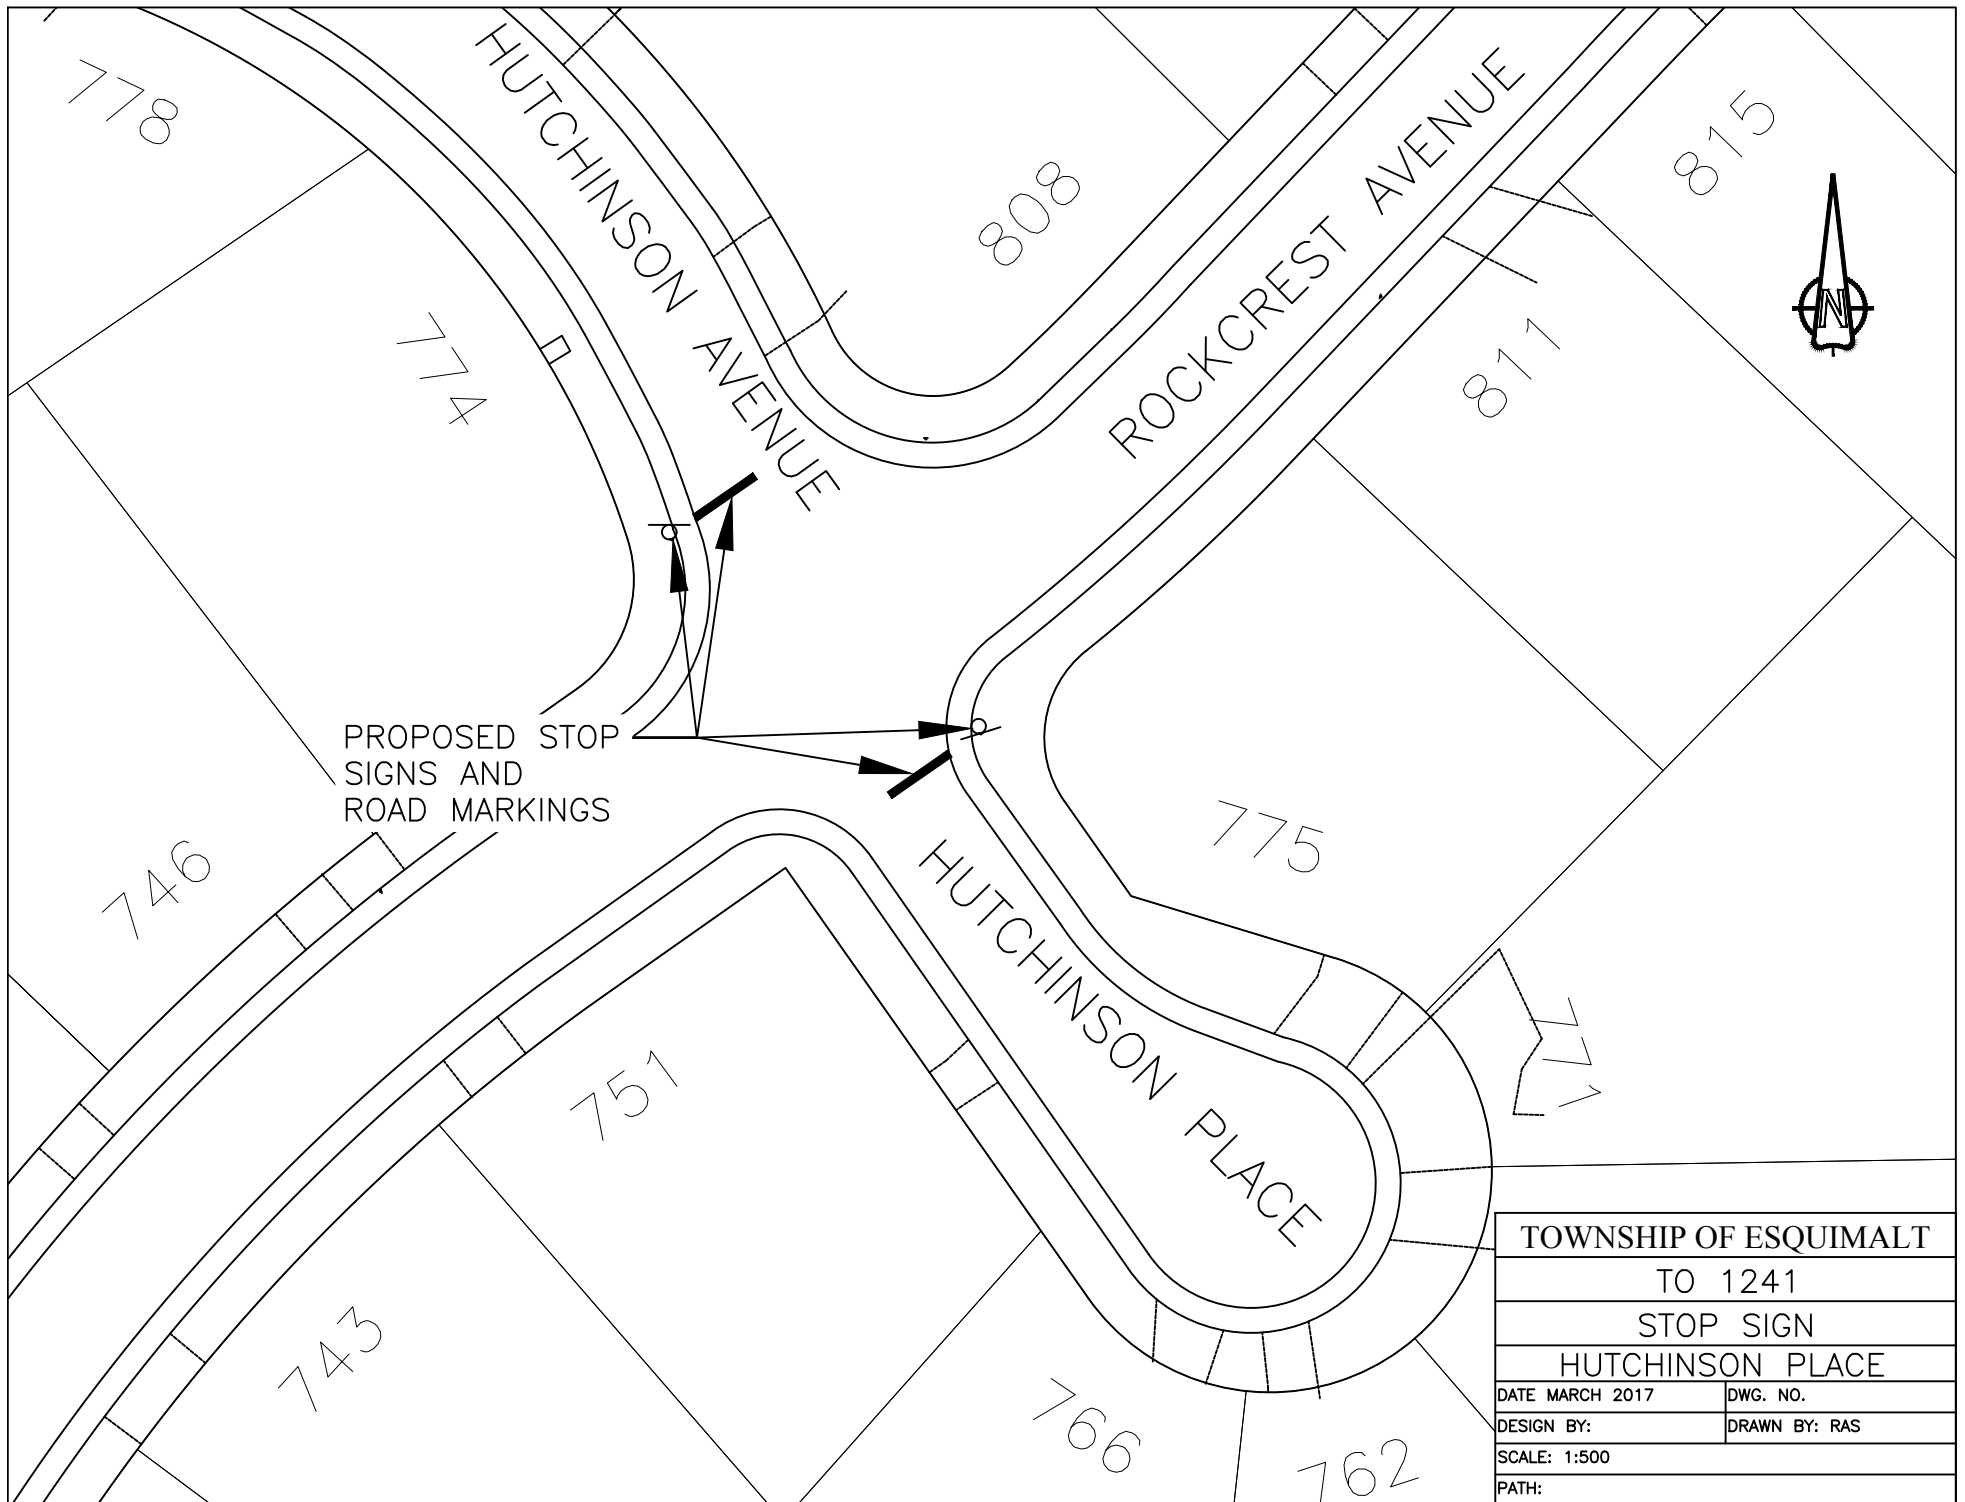 HUTCHINSON AVENUE
ROCKCREST AVENUE
778
808
815
774
811
N
PROPOSED STOP
SIGNS AND
ROAD MARKINGS
746
775
HUTCHINSON PLACE
751
771
743
766
762
TOWNSHIP OF ESQUIMALT
TO 1241
STOP SIGN
HUTCHINSON PLACE
DATE MARCH 2017
DWG. NO.
DESIGN BY:
DRAWN BY: RAS
SCALE: 1:500
PATH: